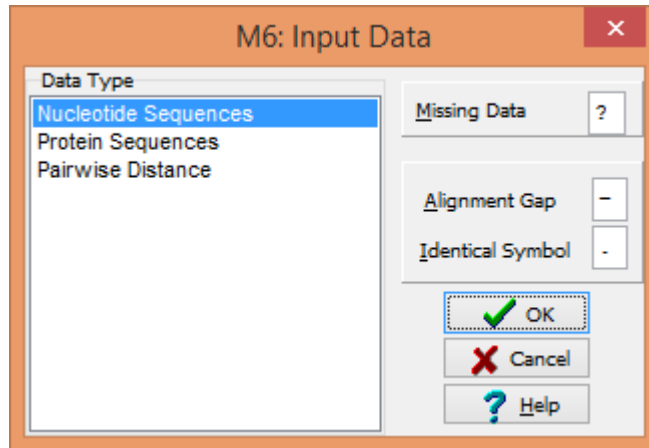 M6: Input Data
Data Type
Nucleotide Sequences
Protein Sequences
Pairwise Distance
Missing Data ?
Alignment Gap –
Identical Symbol .
OK
Cancel
Help